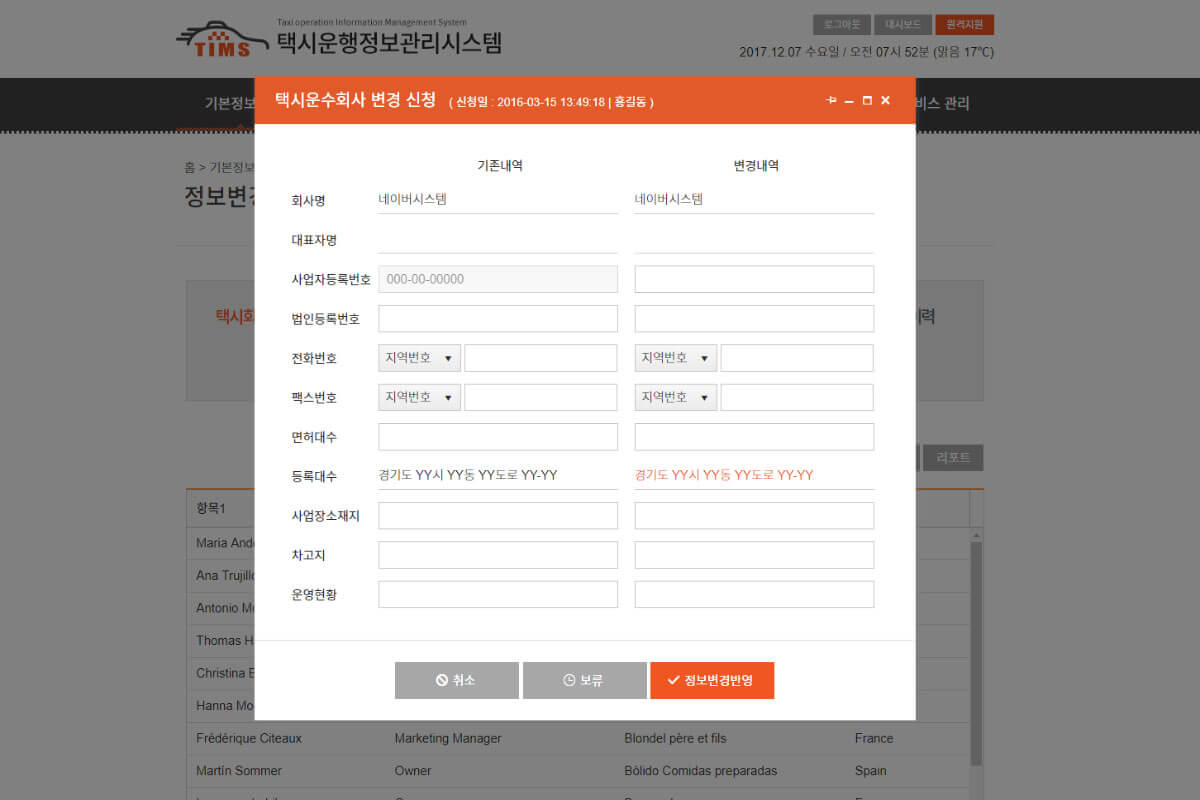 Taxi operation Information Management System
TIMS 택시운행정보관리시스템
로그아웃 대시보드 원격지원
2017.12.07 수요일 / 오전 07시 52분 (맑음 17℃)
기본정보 비스 관리
택시운수회사 변경 신청 ( 신청일 : 2016-03-15 13:49:18 | 홍길동 )
홈 > 기본정보
정보변경
기존내역 변경내역
회사명 네이버시스템 네이버시스템
대표자명
사업자등록번호 000-00-00000
법인등록번호
택시회 이력
전화번호 지역번호 지역번호
팩스번호 지역번호 지역번호
면허대수
리포트
등록대수 경기도 YY시 YY동 YY도로 YY-YY 경기도 YY시 YY동 YY도로 YY-YY
항목1
사업장소재지
Maria And
차고지
Ana Trujillo
운영현황
Antonio Mo
Thomas Ha
Christina B
취소 보류 정보변경반영
Hanna Mo
Frédérique Citeaux Marketing Manager Blondel père et fils France
Martín Sommer Owner Bólido Comidas preparadas Spain